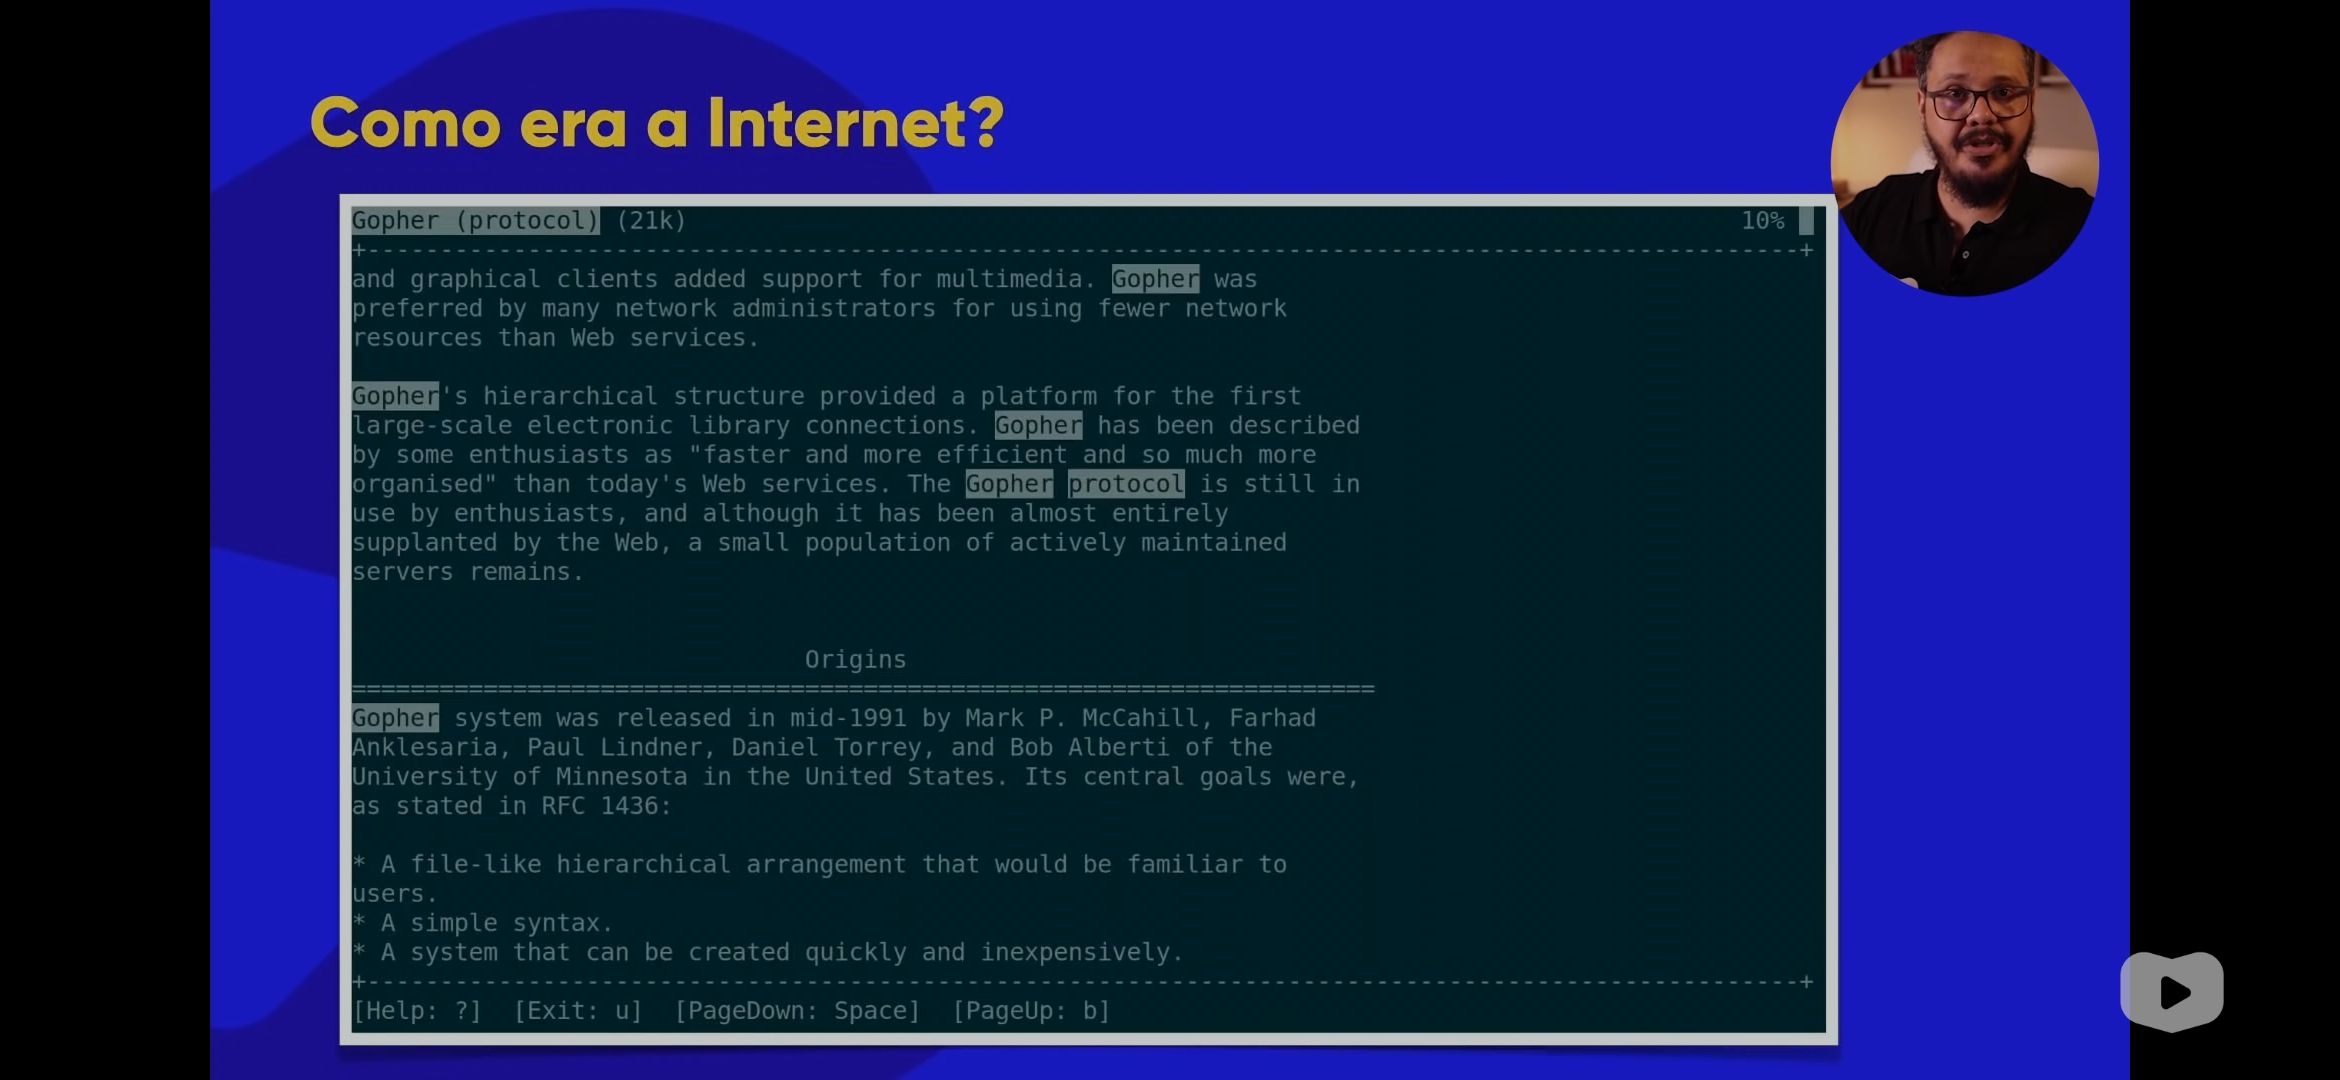 Como era a Internet?
Gopher (protocol) (21k) 10%
+---------------------------------------------------------------------------------------------------+
and graphical clients added support for multimedia. Gopher was
preferred by many network administrators for using fewer network
resources than Web services.
Gopher's hierarchical structure provided a platform for the first
large-scale electronic library connections. Gopher has been described
by some enthusiasts as "faster and more efficient and so much more
organised" than today's Web services. The Gopher protocol is still in
use by enthusiasts, and although it has been almost entirely
supplanted by the Web, a small population of actively maintained
servers remains.
Origins
======================================================================
Gopher system was released in mid-1991 by Mark P. McCahill, Farhad
Anklesaria, Paul Lindner, Daniel Torrey, and Bob Alberti of the
University of Minnesota in the United States. Its central goals were,
as stated in RFC 1436:
* A file-like hierarchical arrangement that would be familiar to
users.
* A simple syntax.
* A system that can be created quickly and inexpensively.
+---------------------------------------------------------------------------------------------------+
[Help: ?]  [Exit: u]  [PageDown: Space]  [PageUp: b]